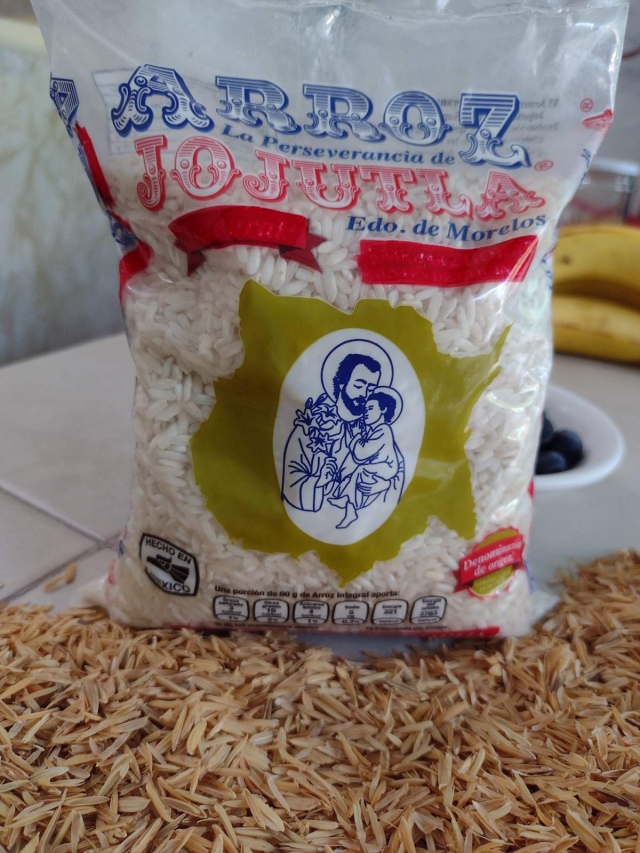 ARROZ
La Perseverancia de
JOJUTLA
Edo. de Morelos
HECHO EN
MEXICO
Denominación
de origen
Una porción de 60 g de Arroz Integral aporta: